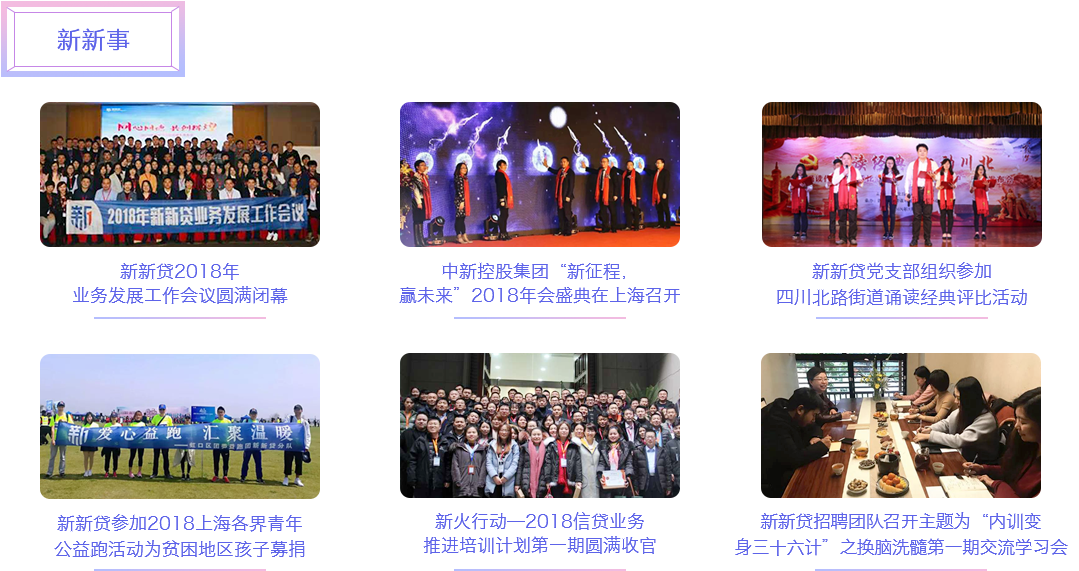 新新事
新
2018年新新贷业务发展工作会议
新新贷2018年
业务发展工作会议圆满闭幕
中新控股集团“新征程，
赢未来”2018年会盛典在上海召开
新新贷党支部组织参加
四川北路街道诵读经典评比活动
新 爱心益跑 汇聚温暖
新新贷参加2018上海各界青年
公益跑活动为贫困地区孩子募捐
新火行动—2018信贷业务
推进培训计划第一期圆满收官
新新贷招聘团队召开主题为“内训变
身三十六计”之换脑洗髓第一期交流学习会